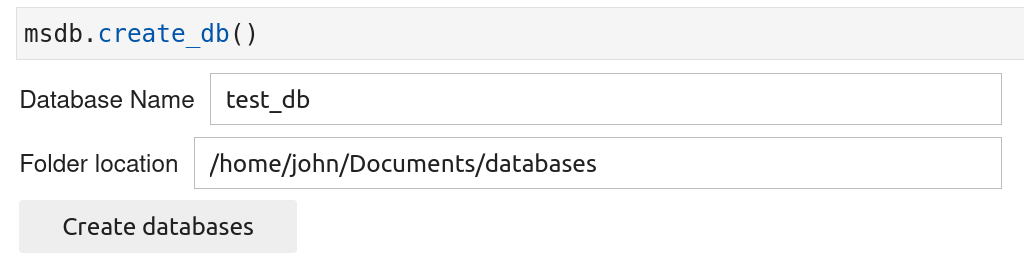 msdb.create_db()
Database Name test_db
Folder location /home/john/Documents/databases
Create databases